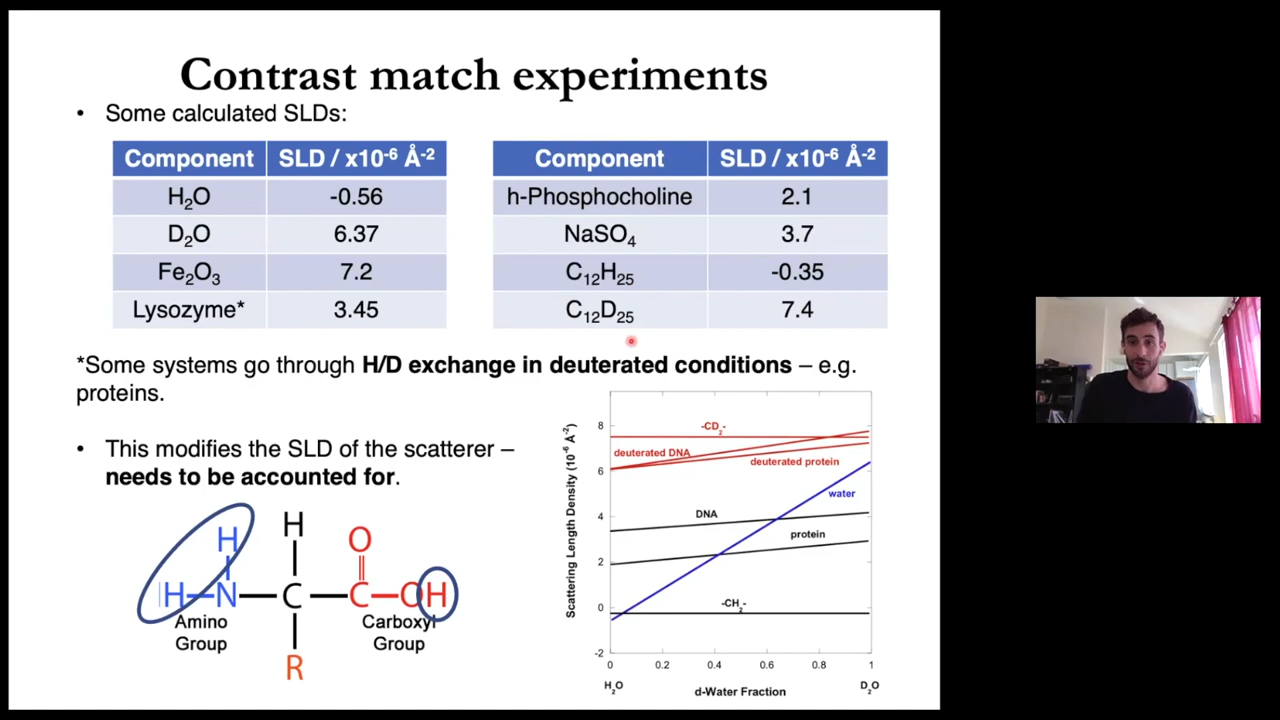 Contrast match experiments
• Some calculated SLDs:
Component SLD / x10⁻⁶ Å⁻²
H₂O -0.56
D₂O 6.37
Fe₂O₃ 7.2
Lysozyme* 3.45
Component SLD / x10⁻⁶ Å⁻²
h-Phosphocholine 2.1
NaSO₄ 3.7
C₁₂H₂₅ -0.35
C₁₂D₂₅ 7.4
*Some systems go through H/D exchange in deuterated conditions – e.g.
proteins.
• This modifies the SLD of the scatterer –
needs to be accounted for.
H
H
O
H
N
C
C
O
H
Amino
Group
Carboxyl
Group
R
Scattering Length Density (10⁻⁶ Å⁻²)
8
6
4
2
0
-2
-CD₂-
deuterated DNA
deuterated protein
water
DNA
protein
-CH₂-
0 0.2 0.4 0.6 0.8 1
H₂O d-Water Fraction D₂O